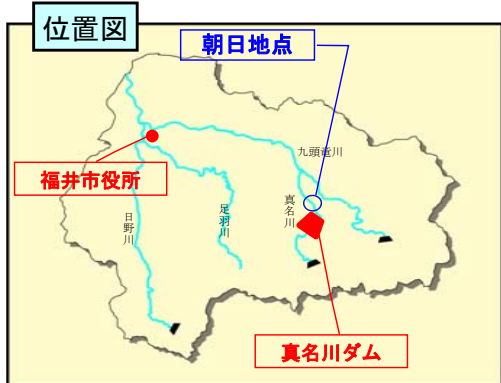 位置図
朝日地点
九頭竜川
福井市役所
日野川
足羽川
真名川
真名川ダム